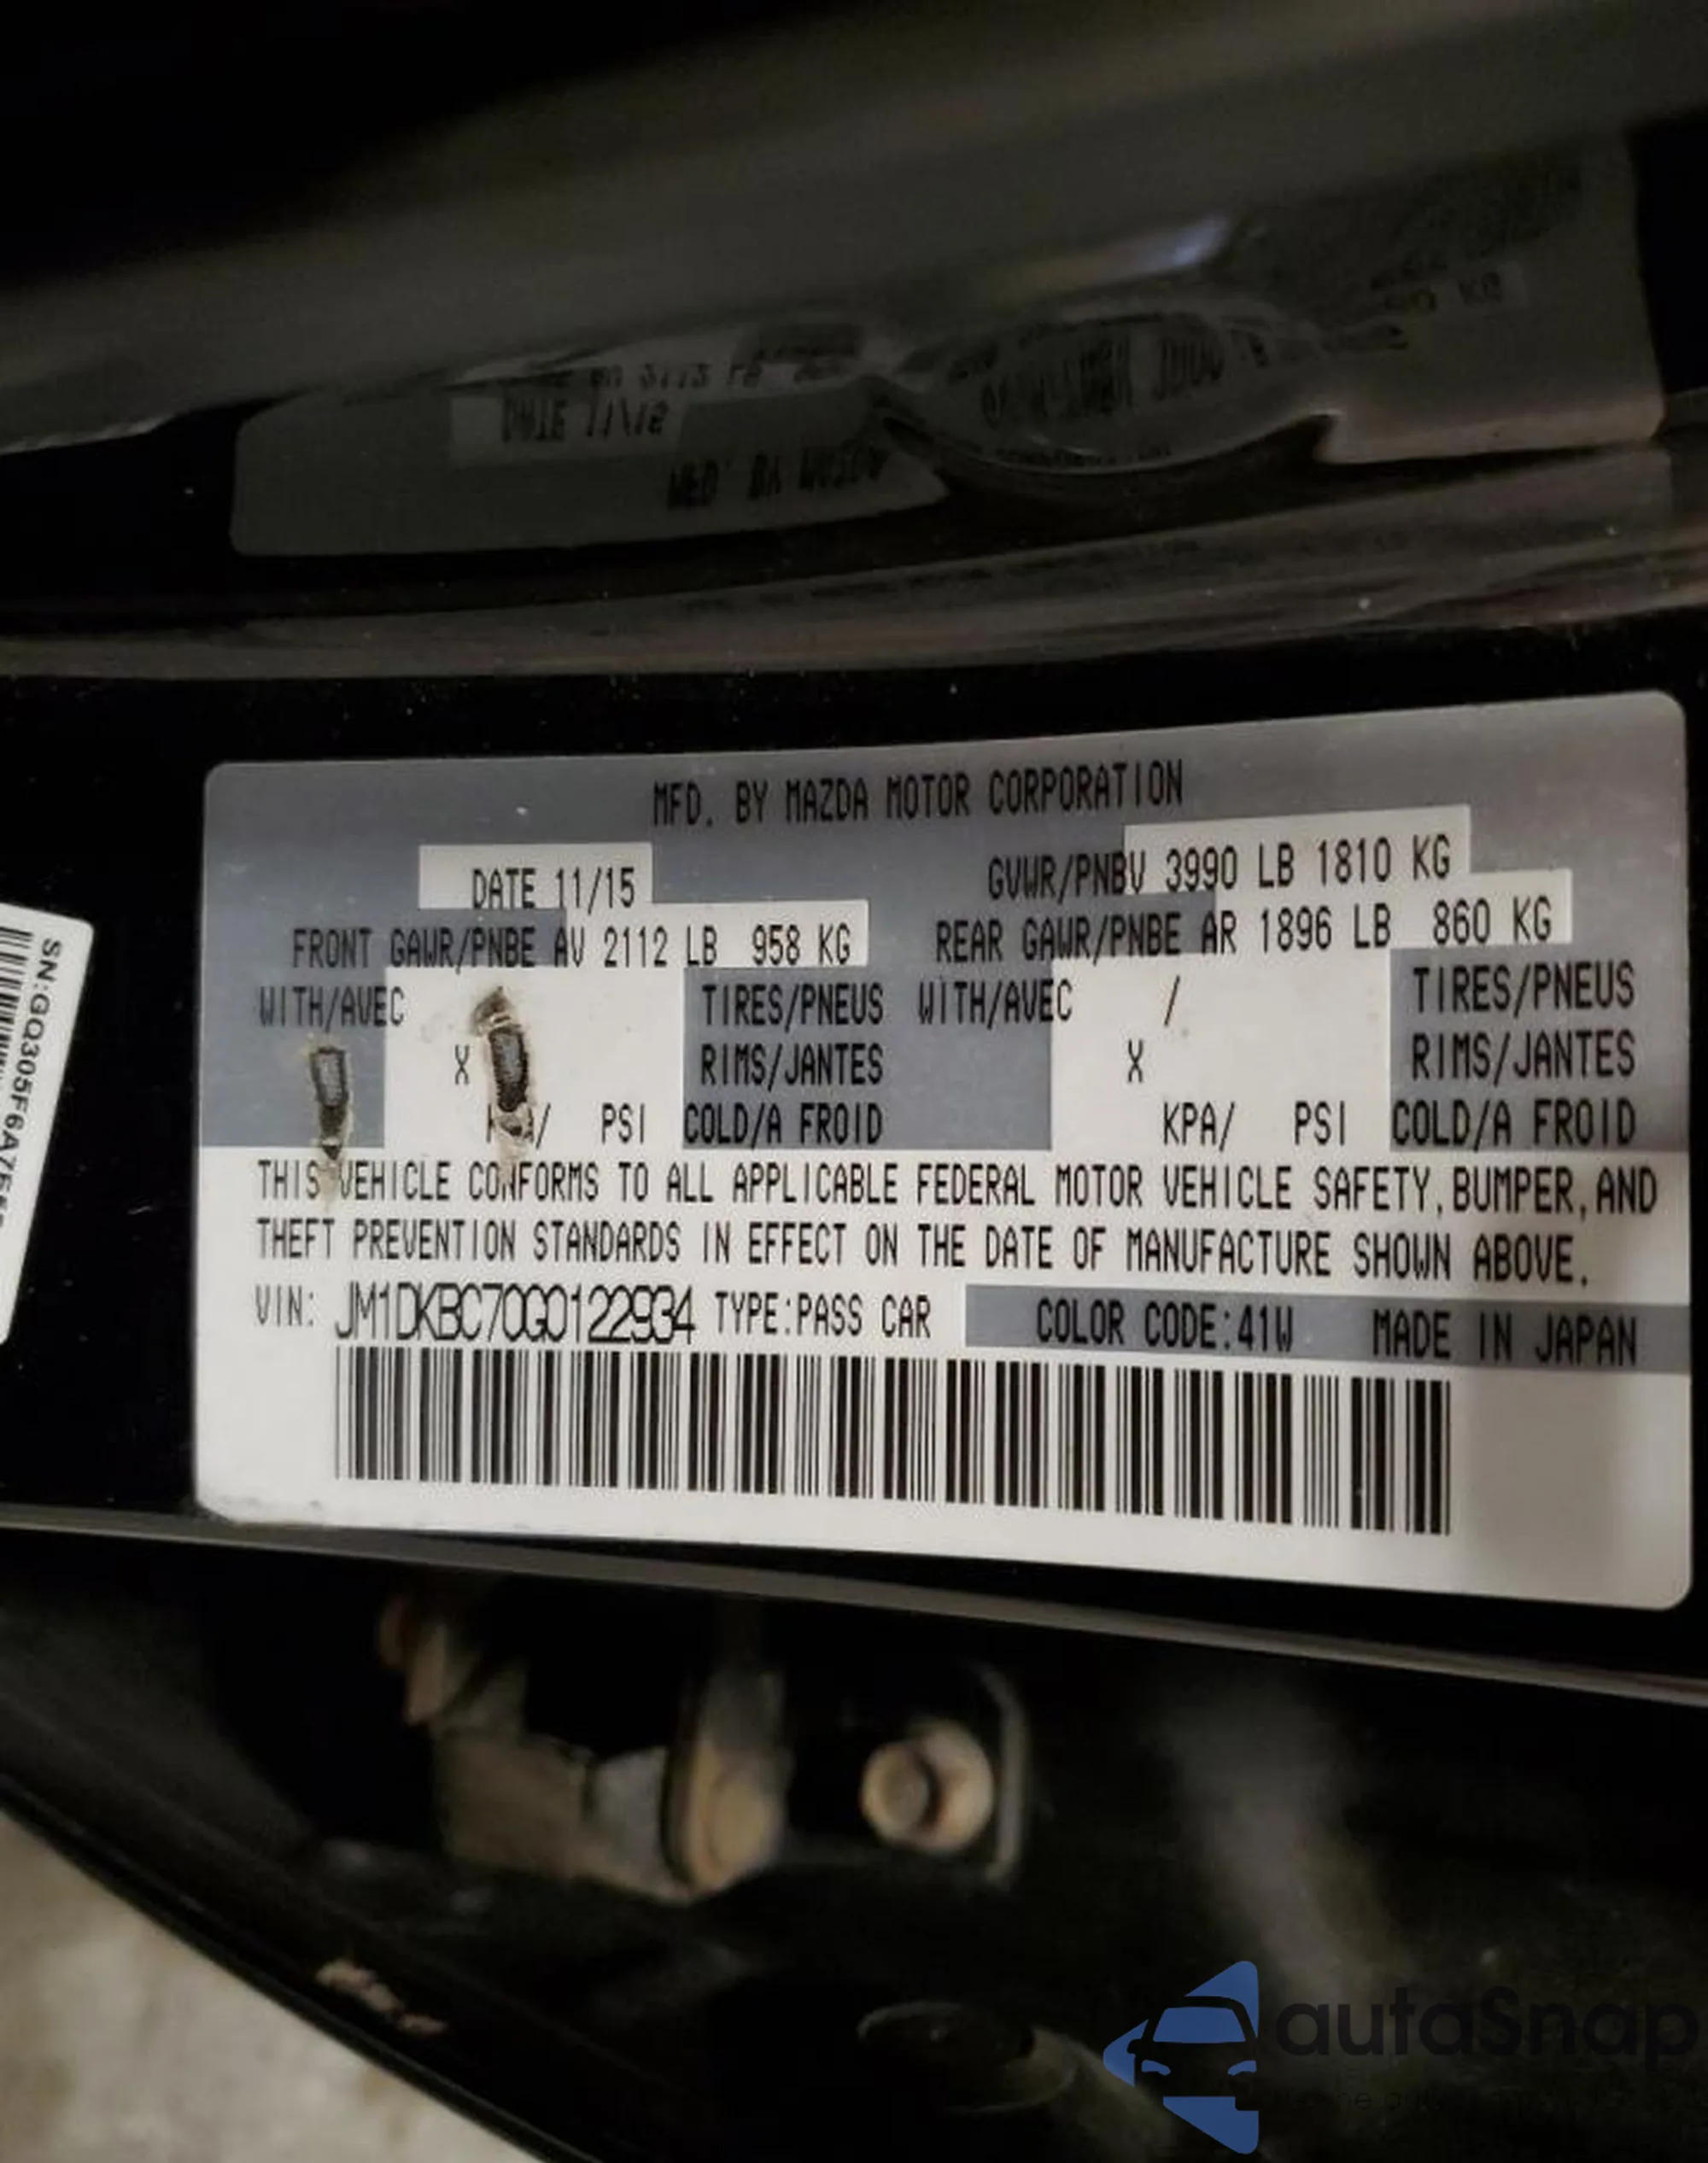 MFD. BY MAZDA MOTOR CORPORATION
DATE 11/15 GVWR/PNBV 3990 LB 1810 KG
FRONT GAWR/PNBE AV 2112 LB 958 KG REAR GAWR/PNBE AR 1896 LB 860 KG
WITH/AVEC TIRES/PNEUS WITH/AVEC / TIRES/PNEUS
X RIMS/JANTES X RIMS/JANTES
/ PSI COLD/A FROID KPA/ PSI COLD/A FROID
THIS VEHICLE CONFORMS TO ALL APPLICABLE FEDERAL MOTOR VEHICLE SAFETY,BUMPER,AND
THEFT PREVENTION STANDARDS IN EFFECT ON THE DATE OF MANUFACTURE SHOWN ABOVE.
VIN: JM1DKBC70G0122934 TYPE:PASS CAR COLOR CODE:41W MADE IN JAPAN
autaSnap